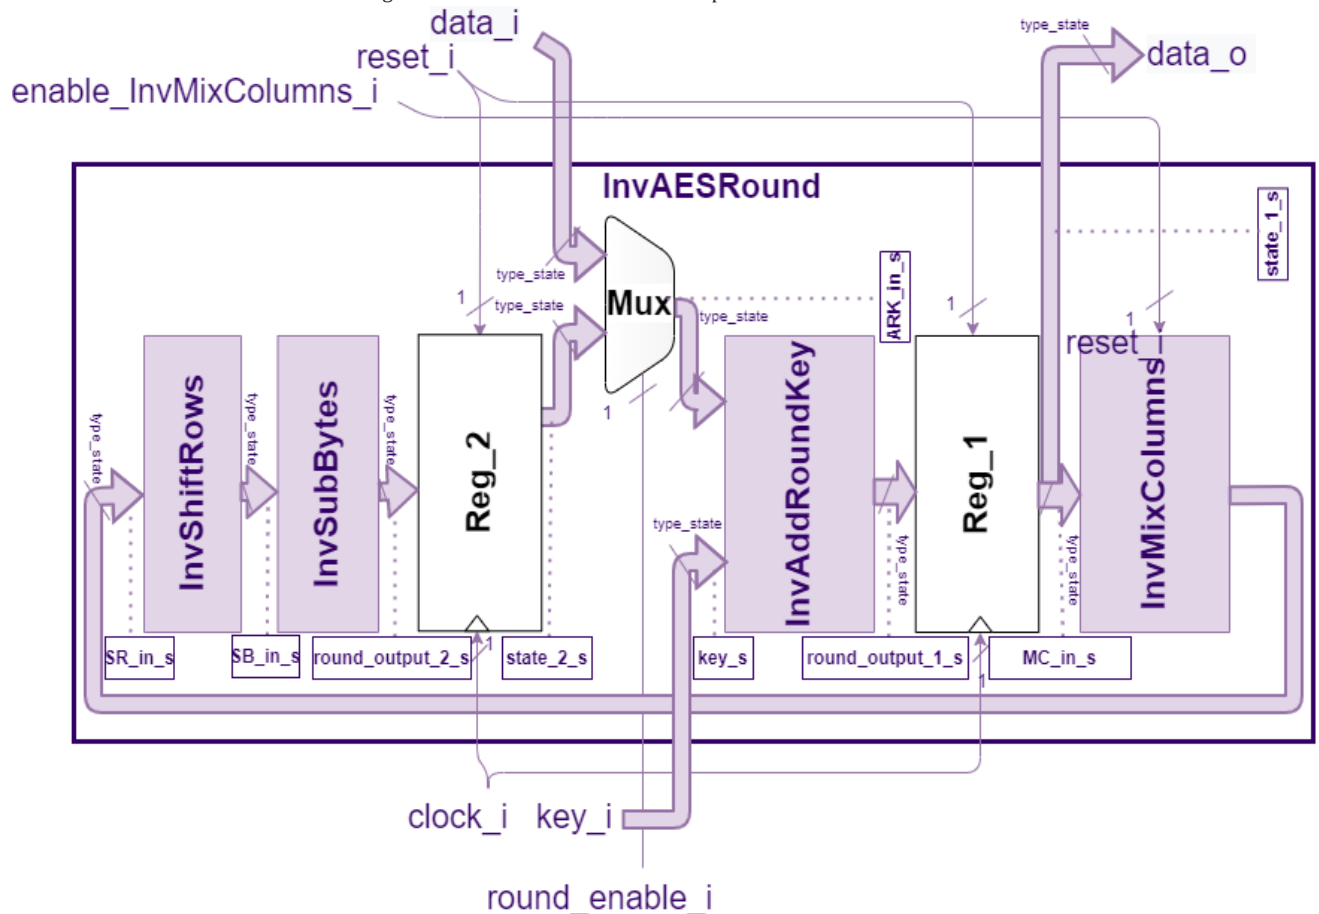 data_i
type_state
data_o
reset_i
enable_InvMixColumns_i
InvAESRound
state_1_s
type_state
ARK_in_s
1
type_state
Mux
type_state
1
1
reset_i
1
InvShiftRows
InvSubBytes
Reg_2
InvAddRoundKey
Reg_1
InvMixColumns
type_state
type_state
type_state
type_state
type_state
type_state
SR_in_s
SB_in_s
round_output_2_s
1
state_2_s
key_s
round_output_1_s
1
MC_in_s
clock_i
key_i
round_enable_i